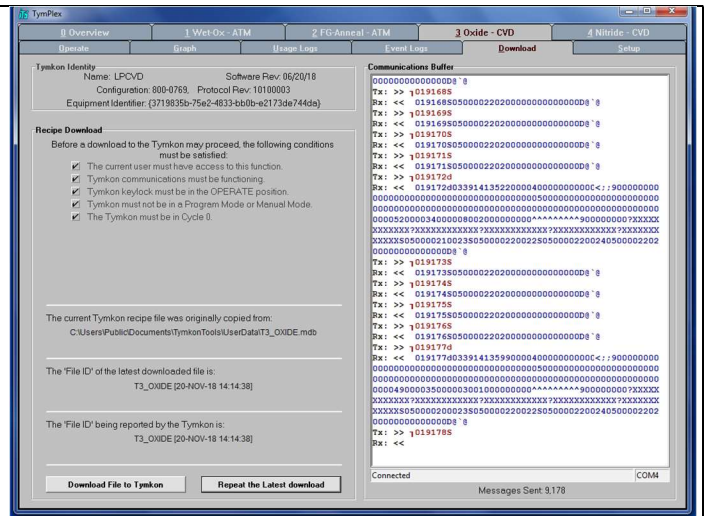 TymPlex
0 Overview
1 Wet-Ox - ATM
2 FG-Anneal - ATM
3 Oxide - CVD
4 Nitride - CVD
Operate
Graph
Usage Logs
Event Logs
Download
Setup
Tymkon Identity
Name: LPCVD Software Rev: 06/20/18
Configuration: 800-0769, Protocol Rev: 10100003
Equipment Identifier: {3719835b-75e2-4833-bb0b-e2173de744da}
Recipe Download
Before a download to the Tymkon may proceed, the following conditions
must be satisfied:
The current user must have access to this function.
Tymkon communications must be functioning.
Tymkon keylock must be in the OPERATE position.
Tymkon must not be in a Program Mode or Manual Mode.
The Tymkon must be in Cycle 0.
The current Tymkon recipe file was originally copied from:
C:\Users\Public\Documents\TymkonTools\UserData\T3_OXIDE.mdb
The 'File ID' of the latest downloaded file is:
T3_OXIDE [20-NOV-18 14:14:38]
The 'File ID' being reported by the Tymkon is:
T3_OXIDE [20-NOV-18 14:14:38]
Download File to Tymkon
Repeat the Latest download
Communications Buffer
Tx: >> ┐019168S
Rx: << 019168S0500002202000000000000000D@`@
Tx: >> ┐019169S
Rx: << 019169S0500002202000000000000000D@`@
Tx: >> ┐019170S
Rx: << 019170S0500002202000000000000000D@`@
Tx: >> ┐019171S
Rx: << 019171S0500002202000000000000000D@`@
Tx: >> ┐019172d
Tx: >> ┐019173S
Rx: << 019173S0500002202000000000000000D@`@
Tx: >> ┐019174S
Rx: << 019174S0500002202000000000000000D@`@
Tx: >> ┐019175S
Rx: << 019175S0500002202000000000000000D@`@
Tx: >> ┐019176S
Rx: << 019176S0500002202000000000000000D@`@
Tx: >> ┐019177d
Tx: >> ┐019178S
Rx: <<
Connected
COM4
Messages Sent: 9,178